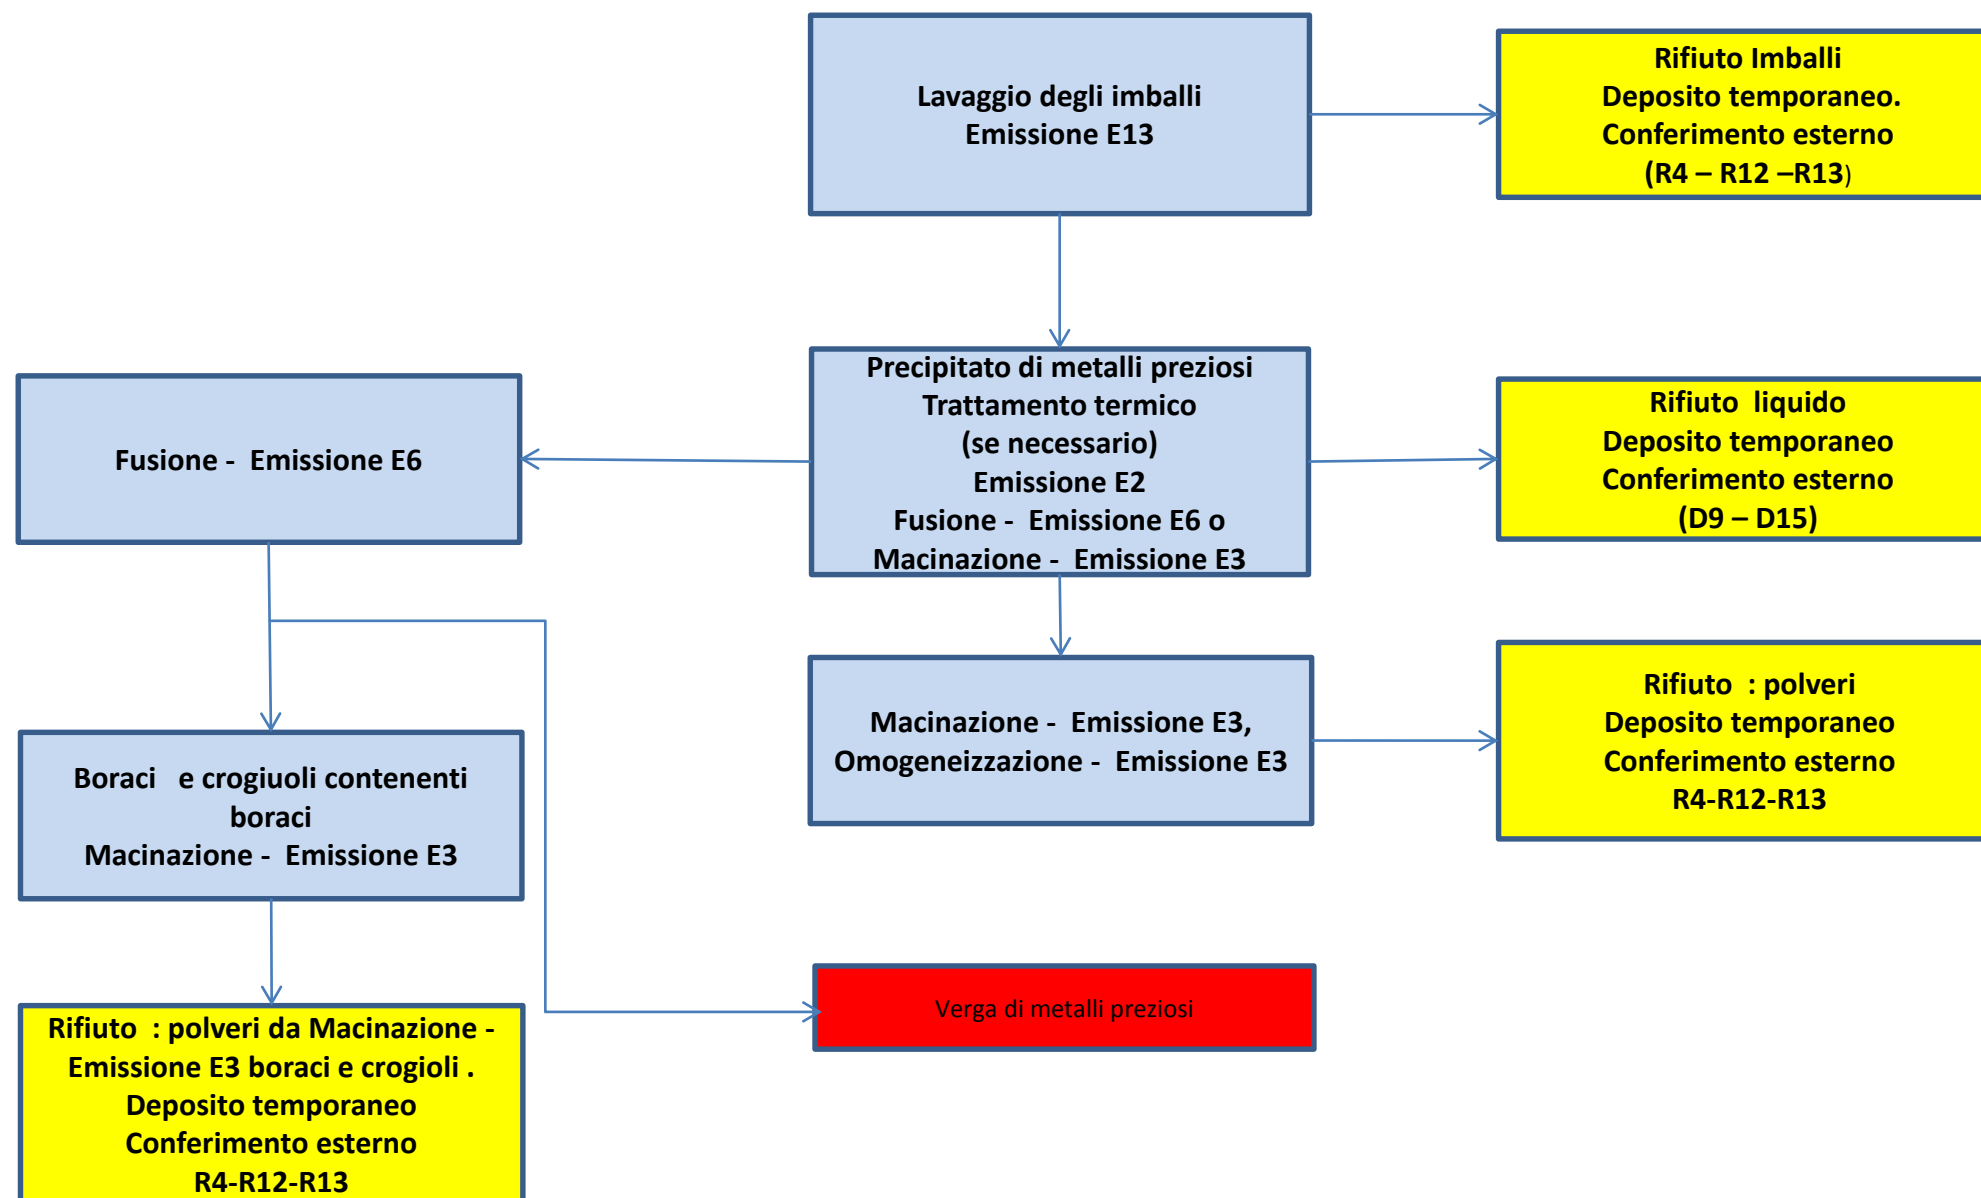 Lavaggio degli imballi
Emissione E13
Rifiuto Imballi
Deposito temporaneo.
Conferimento esterno
(R4 – R12 –R13)
Precipitato di metalli preziosi
Trattamento termico
(se necessario)
Emissione E2
Fusione - Emissione E6 o
Macinazione - Emissione E3
Fusione - Emissione E6
Rifiuto liquido
Deposito temporaneo
Conferimento esterno
(D9 – D15)
Macinazione - Emissione E3,
Omogeneizzazione - Emissione E3
Rifiuto : polveri
Deposito temporaneo
Conferimento esterno
R4-R12-R13
Boraci e crogiuoli contenenti
boraci
Macinazione - Emissione E3
Verga di metalli preziosi
Rifiuto : polveri da Macinazione -
Emissione E3 boraci e crogioli .
Deposito temporaneo
Conferimento esterno
R4-R12-R13